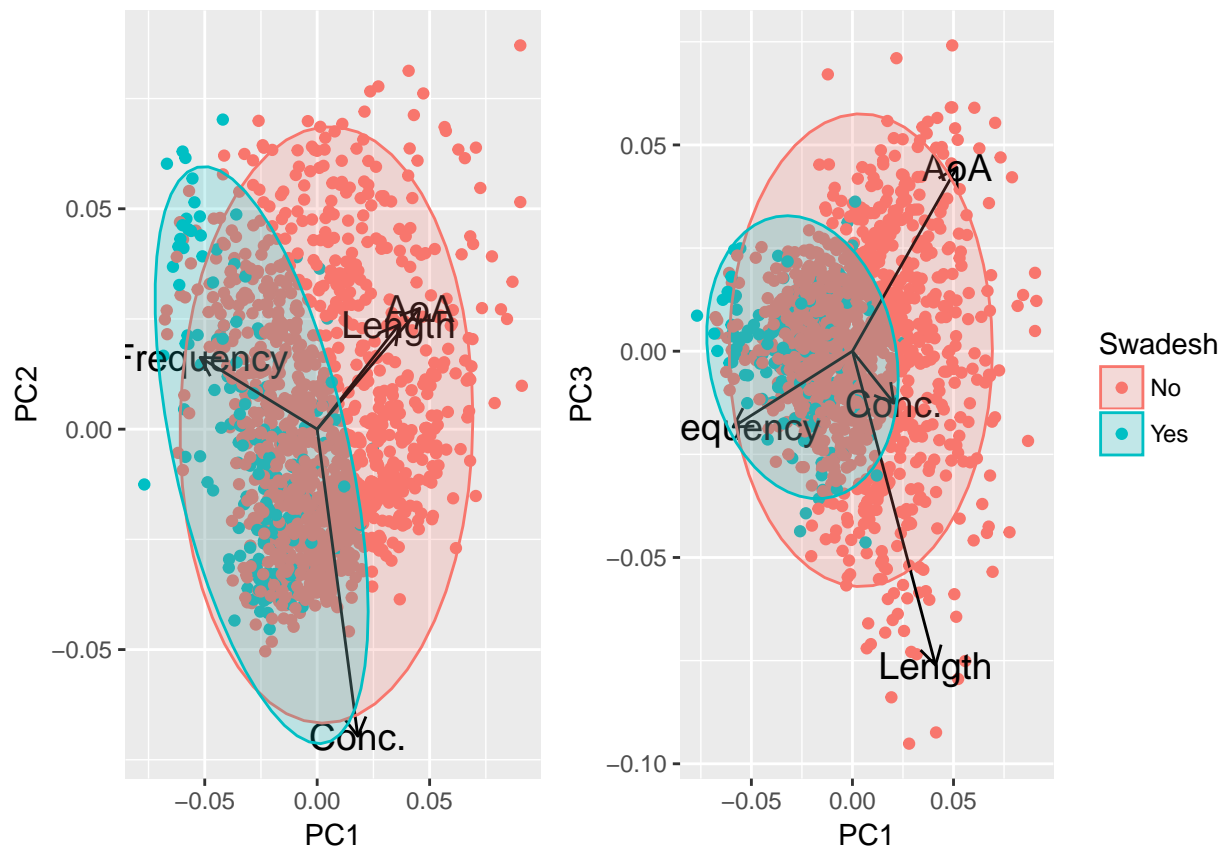 PC2
0.05
0.00
−0.05
AoA
Length
Frequency
Conc.
−0.05 0.00 0.05
PC1
PC3
0.05
0.00
−0.05
−0.10
AoA
Conc.
equency
Length
−0.05 0.00 0.05
PC1
Swadesh
No
Yes